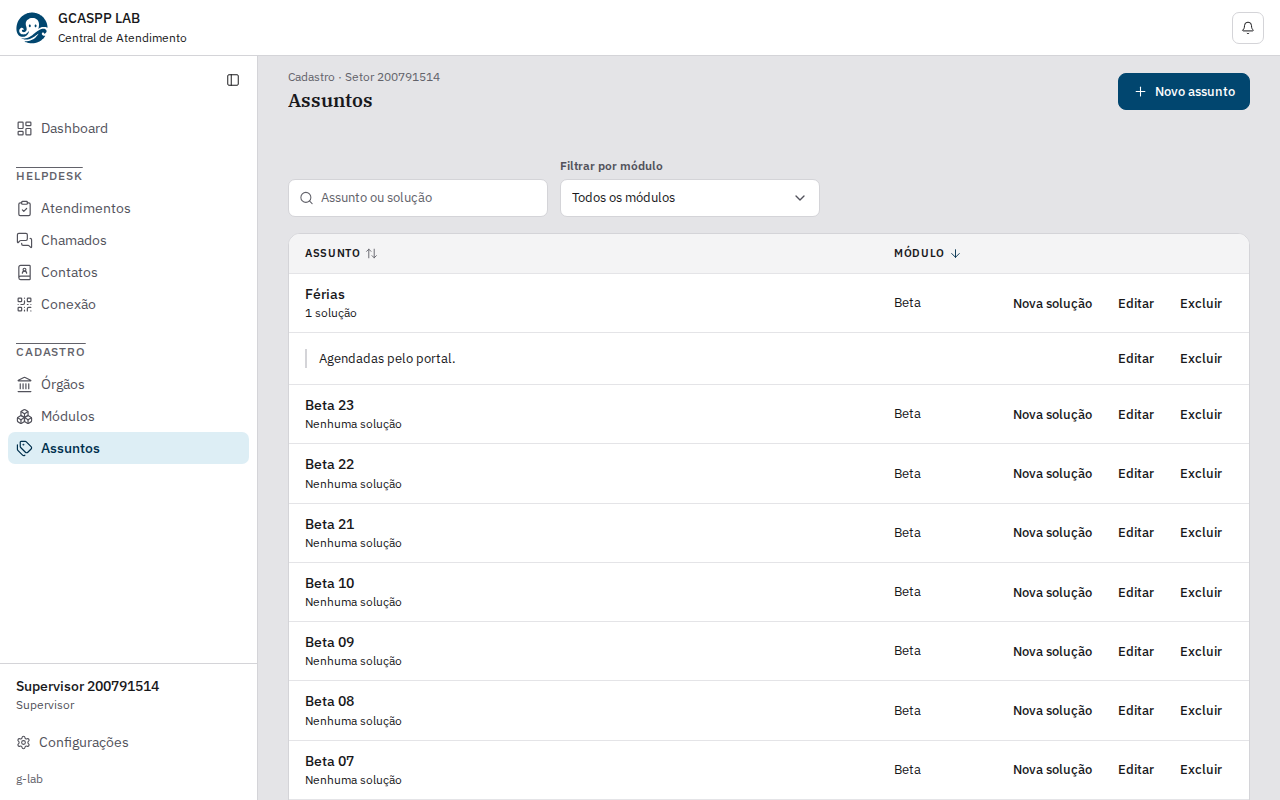 GCASPP LAB
Central de Atendimento
Dashboard
HELPDESK
Atendimentos
Chamados
Contatos
Conexão
CADASTRO
Órgãos
Módulos
Assuntos
Supervisor 200791514
Supervisor
Configurações
g-lab
Cadastro · Setor 200791514
Assuntos
Novo assunto
Filtrar por módulo
Assunto ou solução
Todos os módulos
ASSUNTO MÓDULO
Férias
1 solução
Beta Nova solução Editar Excluir
Agendadas pelo portal. Editar Excluir
Beta 23
Nenhuma solução
Beta Nova solução Editar Excluir
Beta 22
Nenhuma solução
Beta Nova solução Editar Excluir
Beta 21
Nenhuma solução
Beta Nova solução Editar Excluir
Beta 10
Nenhuma solução
Beta Nova solução Editar Excluir
Beta 09
Nenhuma solução
Beta Nova solução Editar Excluir
Beta 08
Nenhuma solução
Beta Nova solução Editar Excluir
Beta 07
Nenhuma solução
Beta Nova solução Editar Excluir